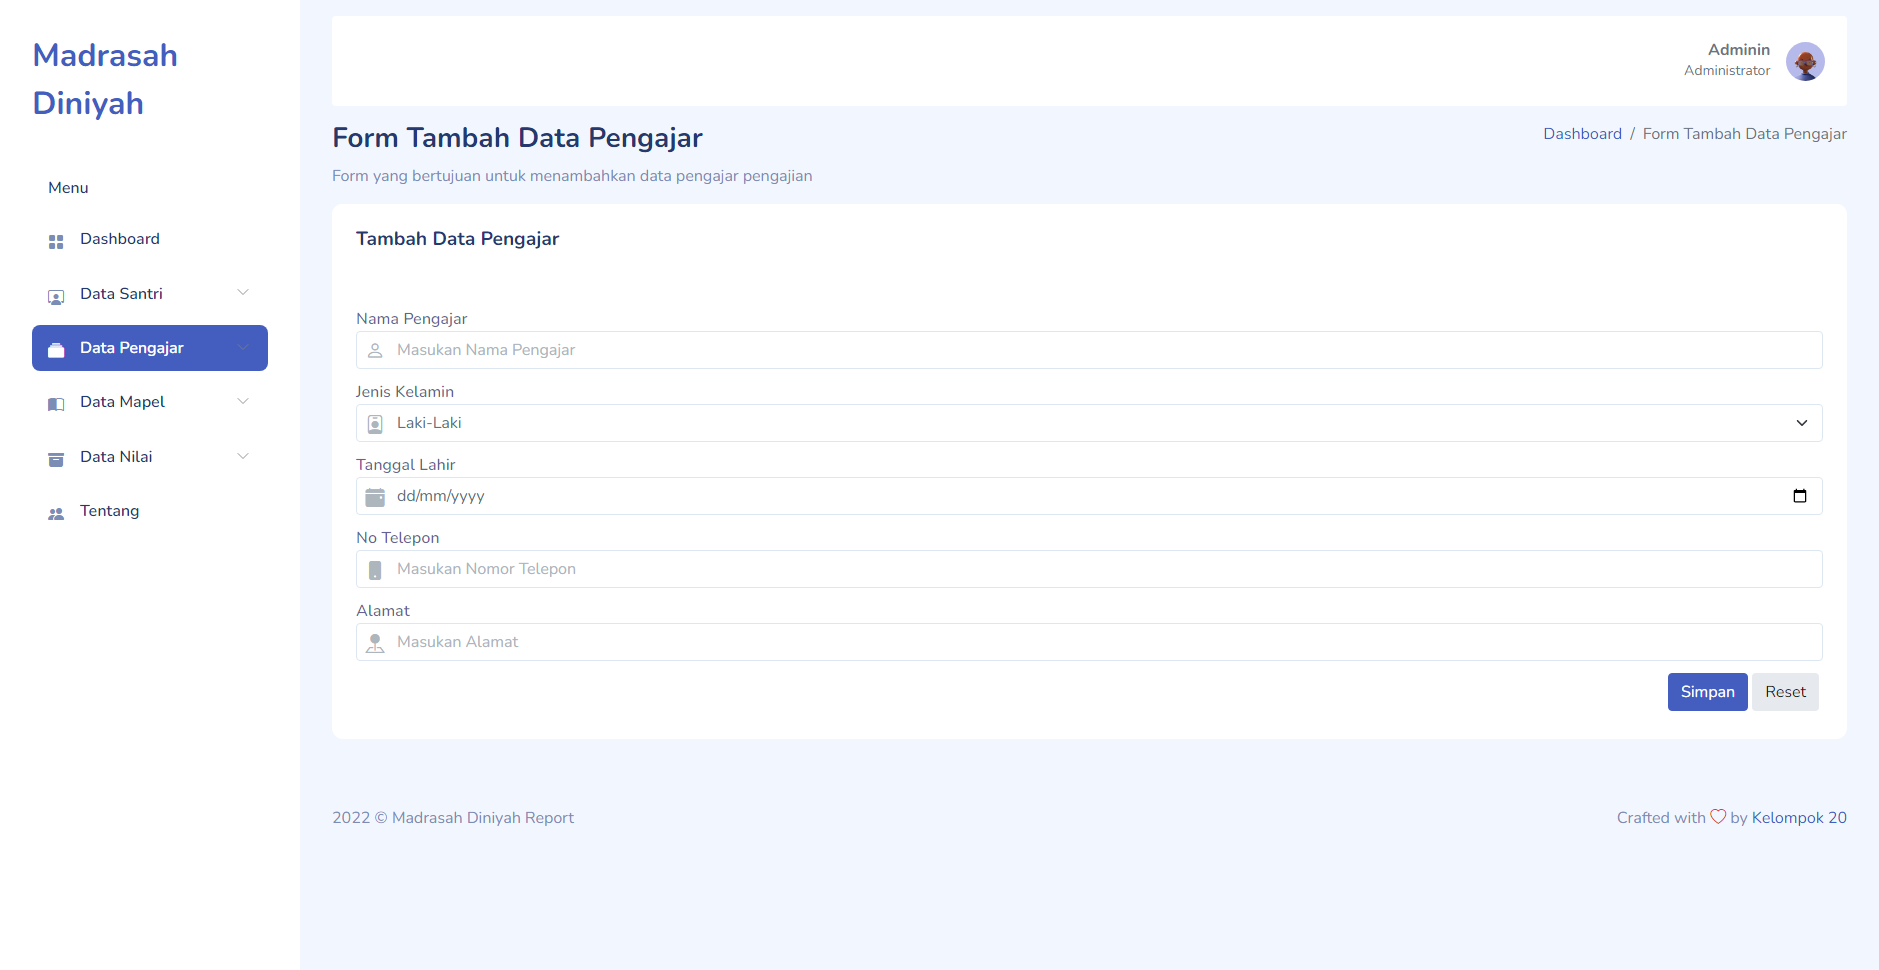 Madrasah
Diniyah
Menu
Dashboard
Data Santri
Data Pengajar
Data Mapel
Data Nilai
Tentang
Adminin
Administrator
Form Tambah Data Pengajar
Form yang bertujuan untuk menambahkan data pengajar pengajian
Dashboard / Form Tambah Data Pengajar
Tambah Data Pengajar
Nama Pengajar
Masukan Nama Pengajar
Jenis Kelamin
Laki-Laki
Tanggal Lahir
dd/mm/yyyy
No Telepon
Masukan Nomor Telepon
Alamat
Masukan Alamat
Simpan Reset
2022 © Madrasah Diniyah Report
Crafted with ♡ by Kelompok 20